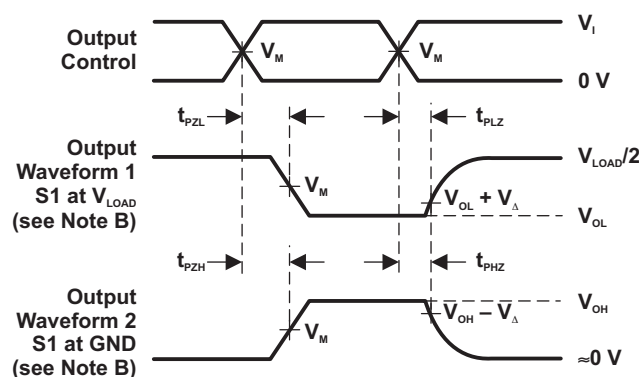 Output
Control
V_M
V_M
V_I
0 V
t_PZL
t_PLZ
Output
Waveform 1
S1 at V_LOAD
(see Note B)
V_M
V_OL + V_Δ
V_LOAD/2
V_OL
t_PZH
t_PHZ
Output
Waveform 2
S1 at GND
(see Note B)
V_M
V_OH – V_Δ
V_OH
≈0 V